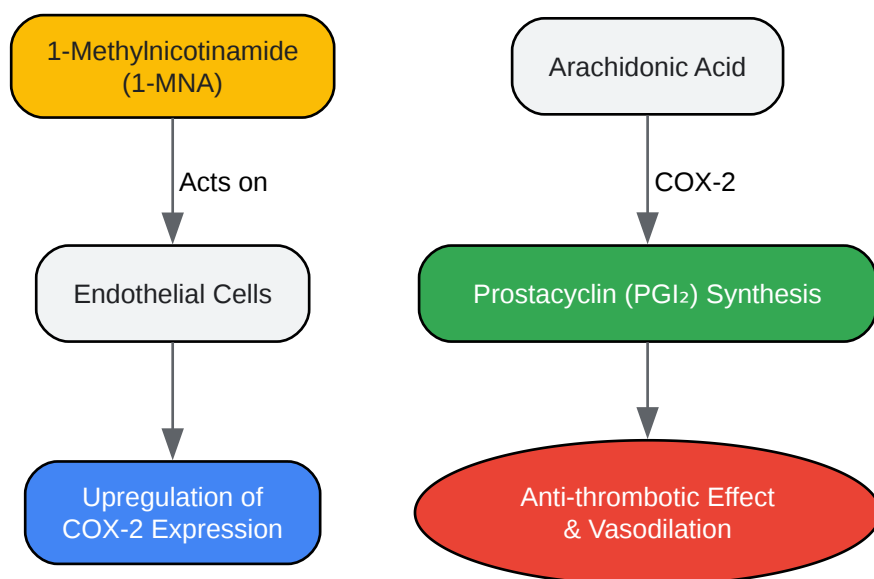 1-Methylnicotinamide
(1-MNA)
Acts on
Endothelial Cells
Upregulation of
COX-2 Expression
Arachidonic Acid
COX-2
Prostacyclin (PGI₂) Synthesis
Anti-thrombotic Effect
& Vasodilation